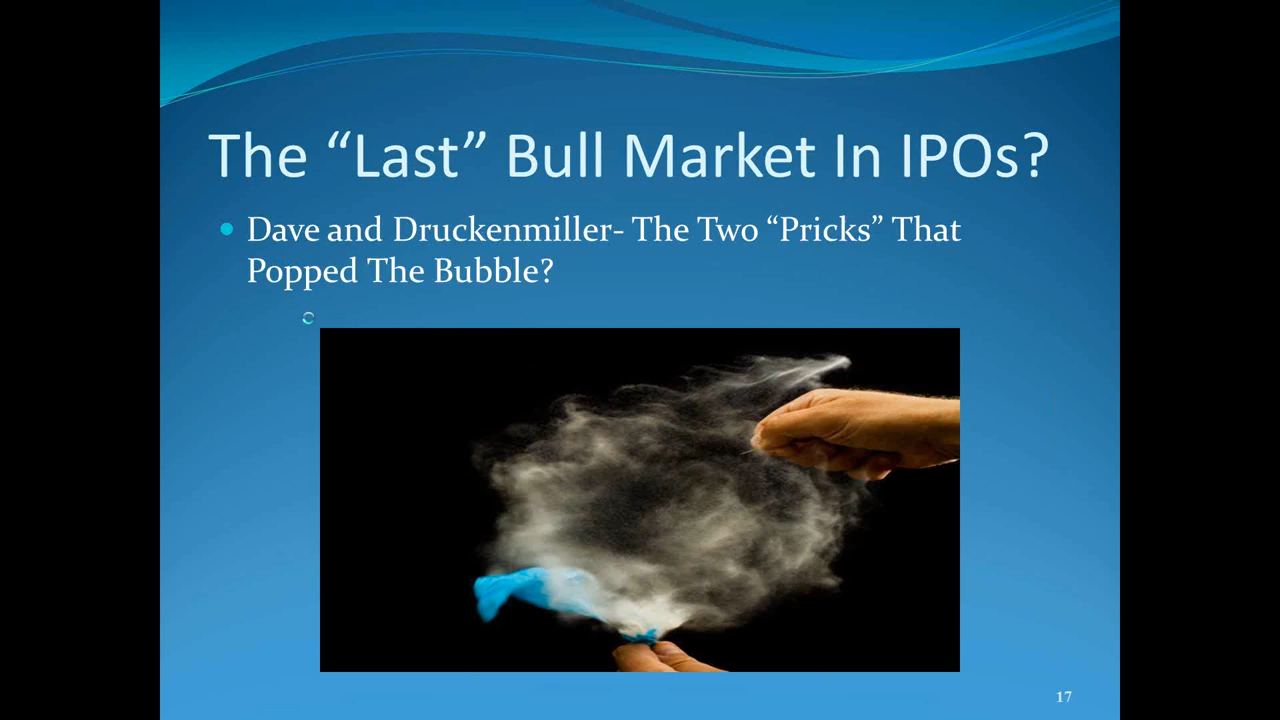 The “Last” Bull Market In IPOs?
Dave and Druckenmiller- The Two “Pricks” That
Popped The Bubble?
17